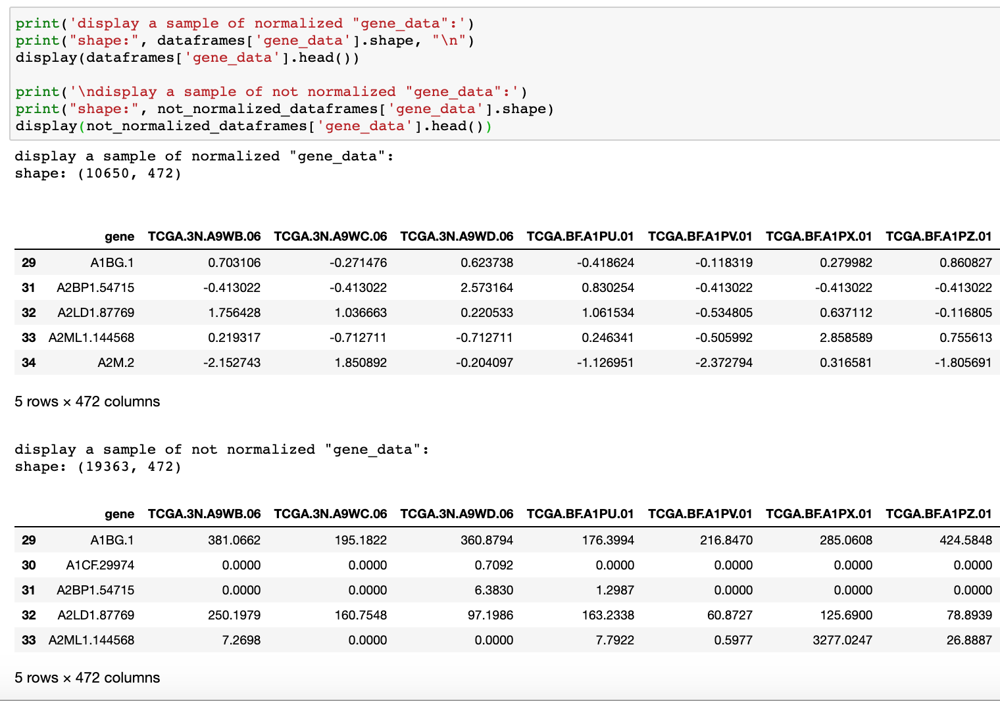 print('display a sample of normalized "gene_data":')
print("shape:", dataframes['gene_data'].shape, "\n")
display(dataframes['gene_data'].head())
print('\ndisplay a sample of not normalized "gene_data":')
print("shape:", not_normalized_dataframes['gene_data'].shape)
display(not_normalized_dataframes['gene_data'].head())
display a sample of normalized "gene_data":
shape: (10650, 472)
gene TCGA.3N.A9WB.06 TCGA.3N.A9WC.06 TCGA.3N.A9WD.06 TCGA.BF.A1PU.01 TCGA.BF.A1PV.01 TCGA.BF.A1PX.01 TCGA.BF.A1PZ.01
29 A1BG.1 0.703106 -0.271476 0.623738 -0.418624 -0.118319 0.279982 0.860827
31 A2BP1.54715 -0.413022 -0.413022 2.573164 0.830254 -0.413022 -0.413022 -0.413022
32 A2LD1.87769 1.756428 1.036663 0.220533 1.061534 -0.534805 0.637112 -0.116805
33 A2ML1.144568 0.219317 -0.712711 -0.712711 0.246341 -0.505992 2.858589 0.755613
34 A2M.2 -2.152743 1.850892 -0.204097 -1.126951 -2.372794 0.316581 -1.805691
5 rows × 472 columns
display a sample of not normalized "gene_data":
shape: (19363, 472)
gene TCGA.3N.A9WB.06 TCGA.3N.A9WC.06 TCGA.3N.A9WD.06 TCGA.BF.A1PU.01 TCGA.BF.A1PV.01 TCGA.BF.A1PX.01 TCGA.BF.A1PZ.01
29 A1BG.1 381.0662 195.1822 360.8794 176.3994 216.8470 285.0608 424.5848
30 A1CF.29974 0.0000 0.0000 0.7092 0.0000 0.0000 0.0000 0.0000
31 A2BP1.54715 0.0000 0.0000 6.3830 1.2987 0.0000 0.0000 0.0000
32 A2LD1.87769 250.1979 160.7548 97.1986 163.2338 60.8727 125.6900 78.8939
33 A2ML1.144568 7.2698 0.0000 0.0000 7.7922 0.5977 3277.0247 26.8887
5 rows × 472 columns